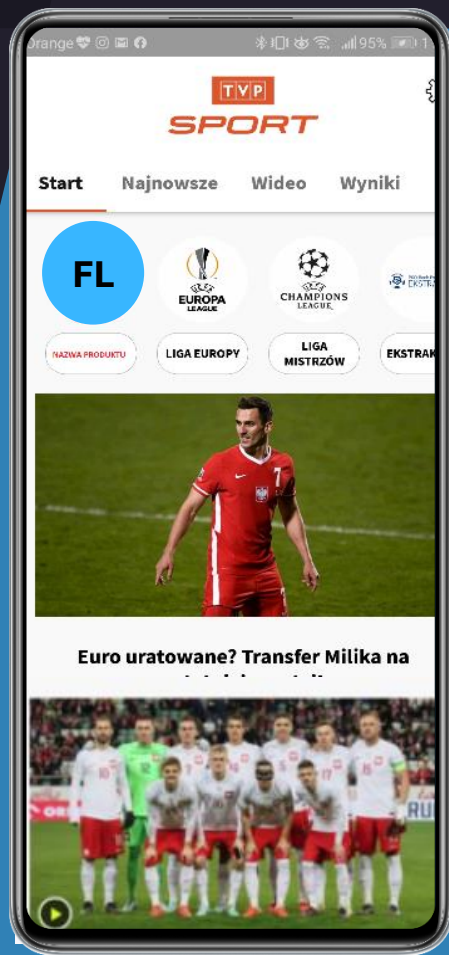 Orange
95%
TVP
SPORT
Start Najnowsze Wideo Wyniki
FL
EUROPA
LEAGUE
CHAMPIONS
LEAGUE
NAZWA PRODUKTU
LIGA EUROPY
LIGA
MISTRZÓW
EKSTRAK
7
Euro uratowane? Transfer Milika na